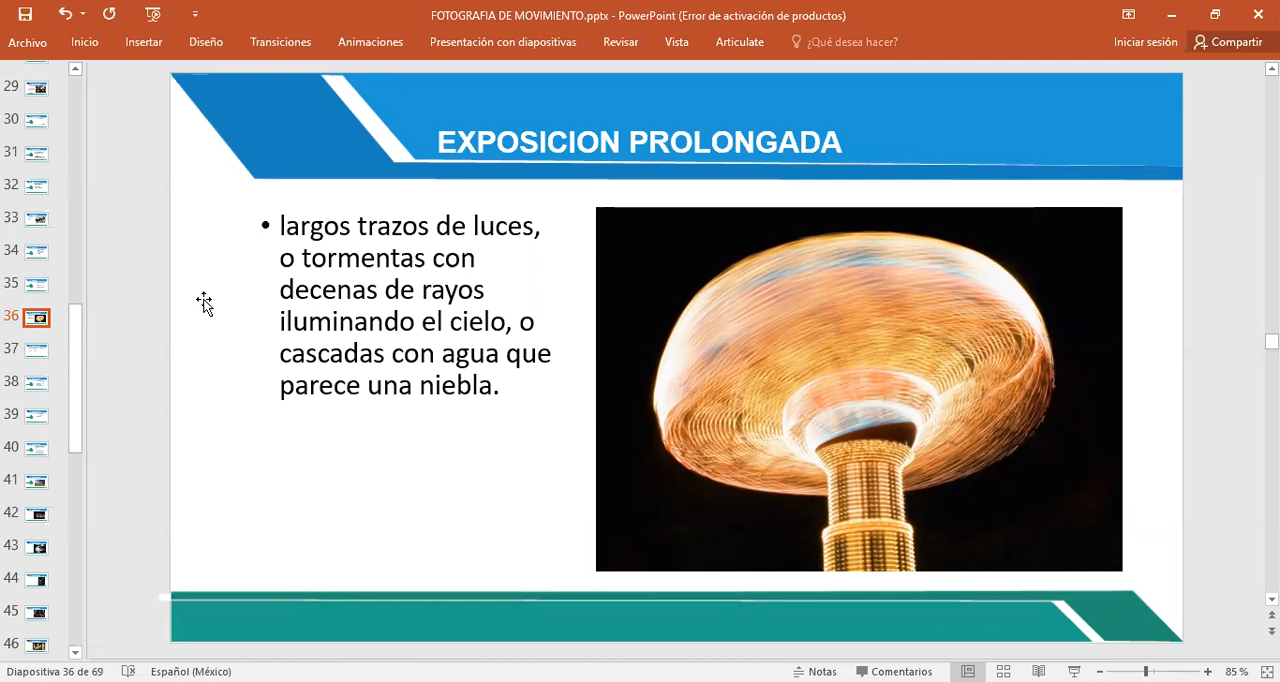 FOTOGRAFIA DE MOVIMIENTO.pptx - PowerPoint (Error de activación de productos)
Archivo Inicio Insertar Diseño Transiciones Animaciones Presentación con diapositivas Revisar Vista Articulate ¿Qué desea hacer? Iniciar sesión Compartir
29
30
31
32
33
34
35
36
37
38
39
40
41
42
43
44
45
46
EXPOSICION PROLONGADA
• largos trazos de luces,
o tormentas con
decenas de rayos
iluminando el cielo, o
cascadas con agua que
parece una niebla.
Diapositiva 36 de 69 Español (México) Notas Comentarios 85 %